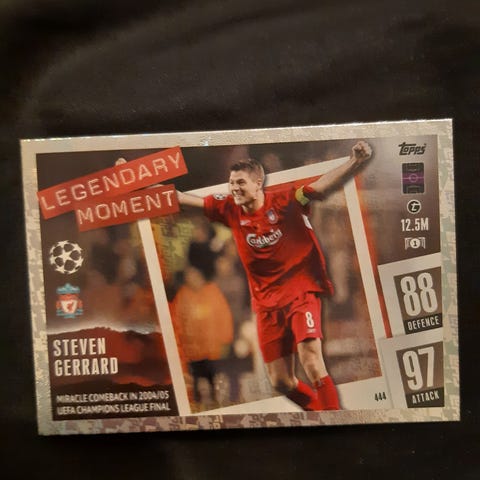 LEGENDARY
MOMENT
Topps
12.5M
1
Carlsberg
8
88
DEFENCE
STEVEN
GERRARD
97
ATTACK
MIRACLE COMEBACK IN 2004/05
UEFA CHAMPIONS LEAGUE FINAL
444